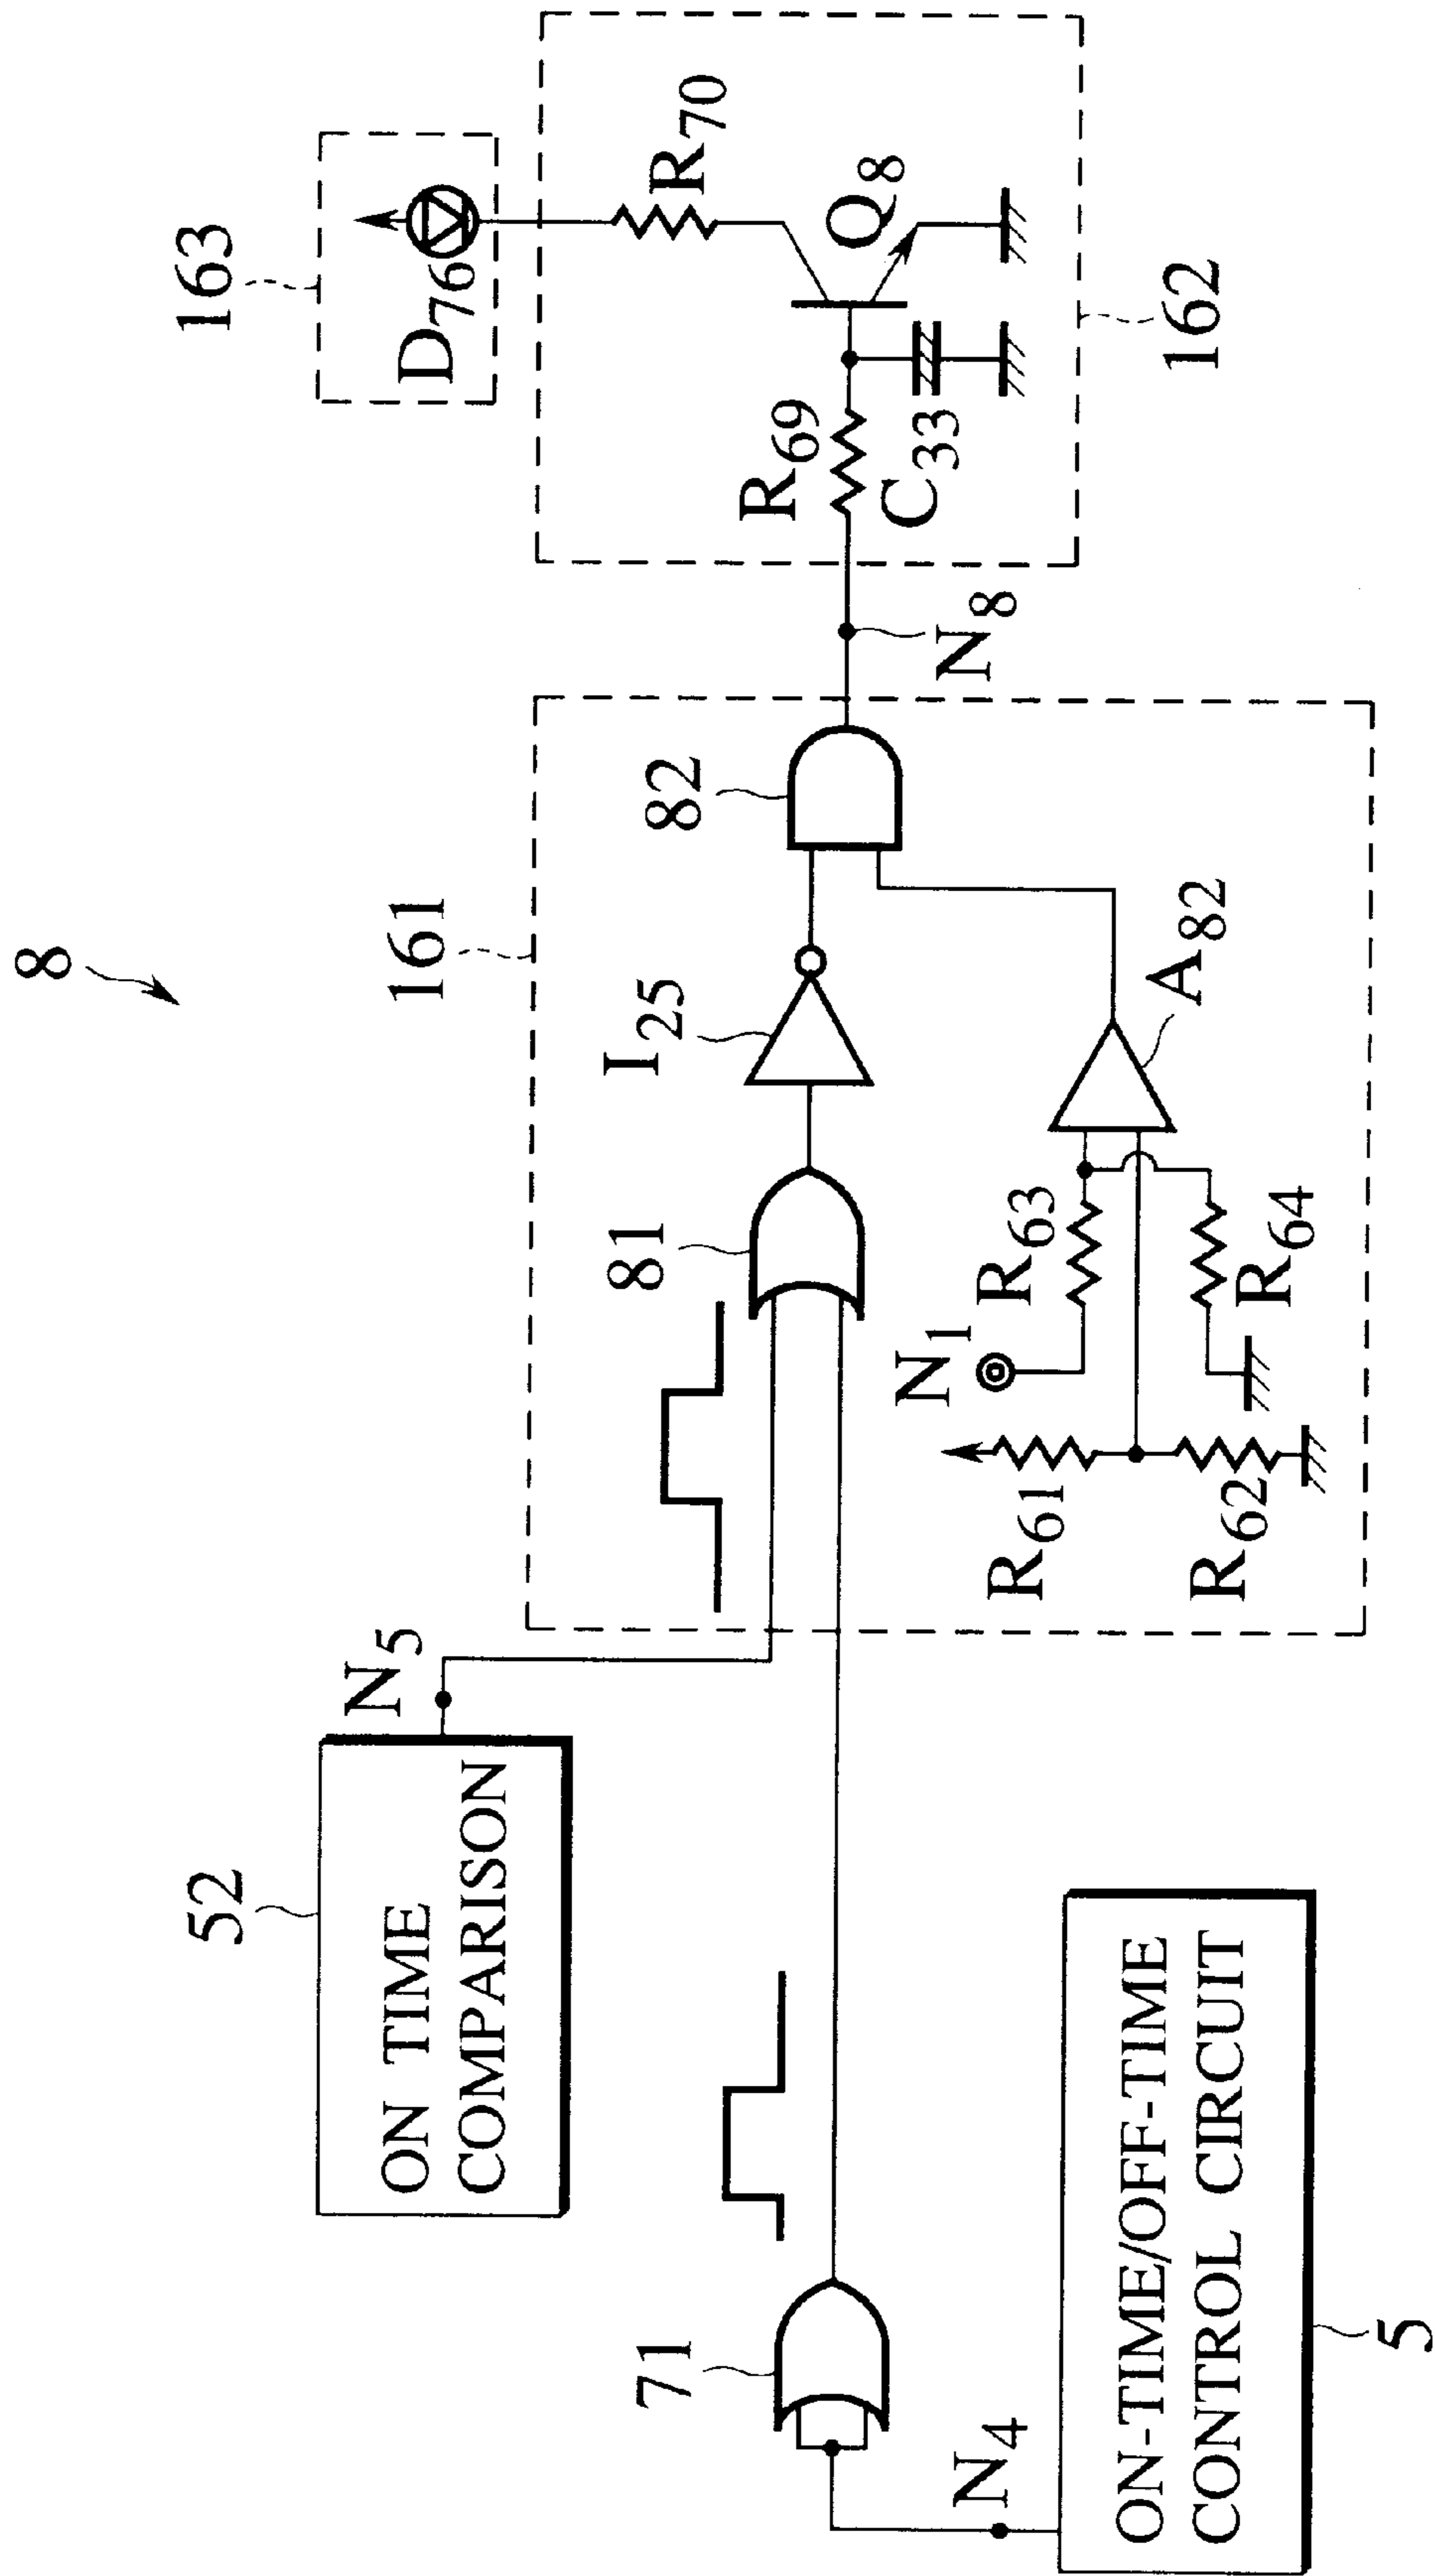 8
163
D76
R70
Q8
R69
C33
162
N8
161
82
I25
81
A82
N1
R63
R64
R61
R62
52
N5
ON TIME
COMPARISON
71
N4
ON-TIME/OFF-TIME
CONTROL CIRCUIT
5